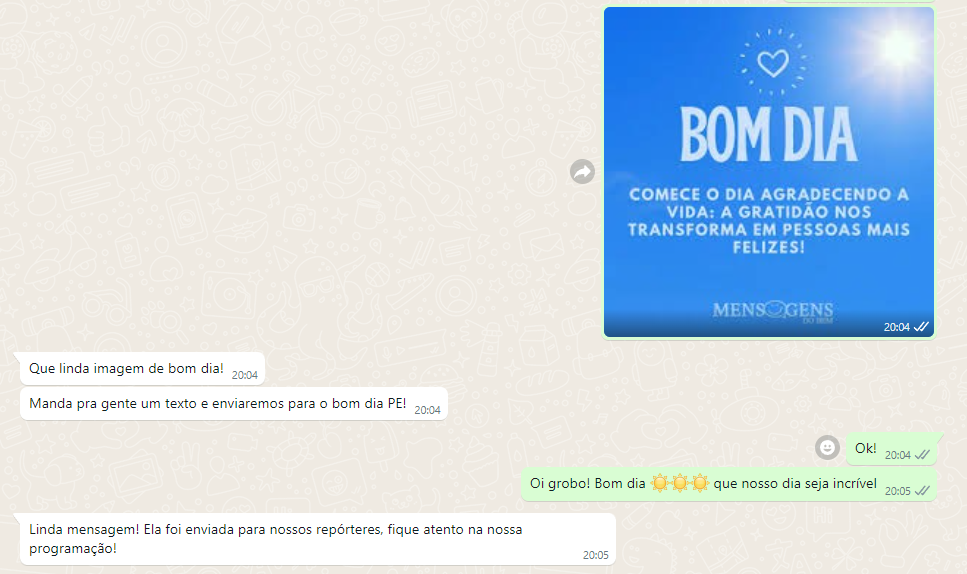 BOM DIA
COMECE O DIA AGRADECENDO A
VIDA: A GRATIDÃO NOS
TRANSFORMA EM PESSOAS MAIS
FELIZES!
MENSAGENS
DO BEM
20:04
Que linda imagem de bom dia! 20:04
Manda pra gente um texto e enviaremos para o bom dia PE! 20:04
Ok! 20:04
Oi grobo! Bom dia ☀️☀️☀️ que nosso dia seja incrível 20:05
Linda mensagem! Ela foi enviada para nossos repórteres, fique atento na nossa
programação! 20:05